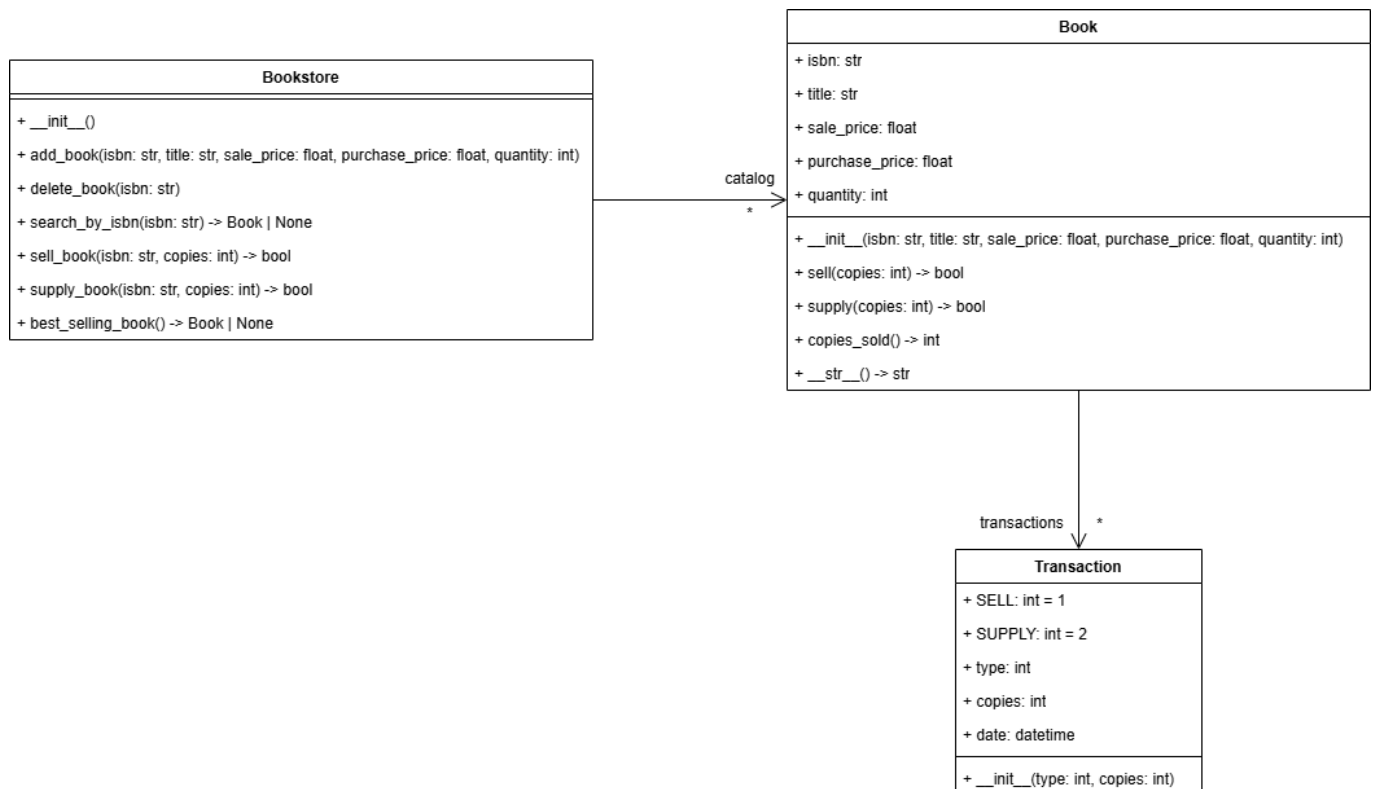 Bookstore
+ __init__()
+ add_book(isbn: str, title: str, sale_price: float, purchase_price: float, quantity: int)
+ delete_book(isbn: str)
+ search_by_isbn(isbn: str) -> Book | None
+ sell_book(isbn: str, copies: int) -> bool
+ supply_book(isbn: str, copies: int) -> bool
+ best_selling_book() -> Book | None
catalog
*
Book
+ isbn: str
+ title: str
+ sale_price: float
+ purchase_price: float
+ quantity: int
+ __init__(isbn: str, title: str, sale_price: float, purchase_price: float, quantity: int)
+ sell(copies: int) -> bool
+ supply(copies: int) -> bool
+ copies_sold() -> int
+ __str__() -> str
transactions *
Transaction
+ SELL: int = 1
+ SUPPLY: int = 2
+ type: int
+ copies: int
+ date: datetime
+ __init__(type: int, copies: int)